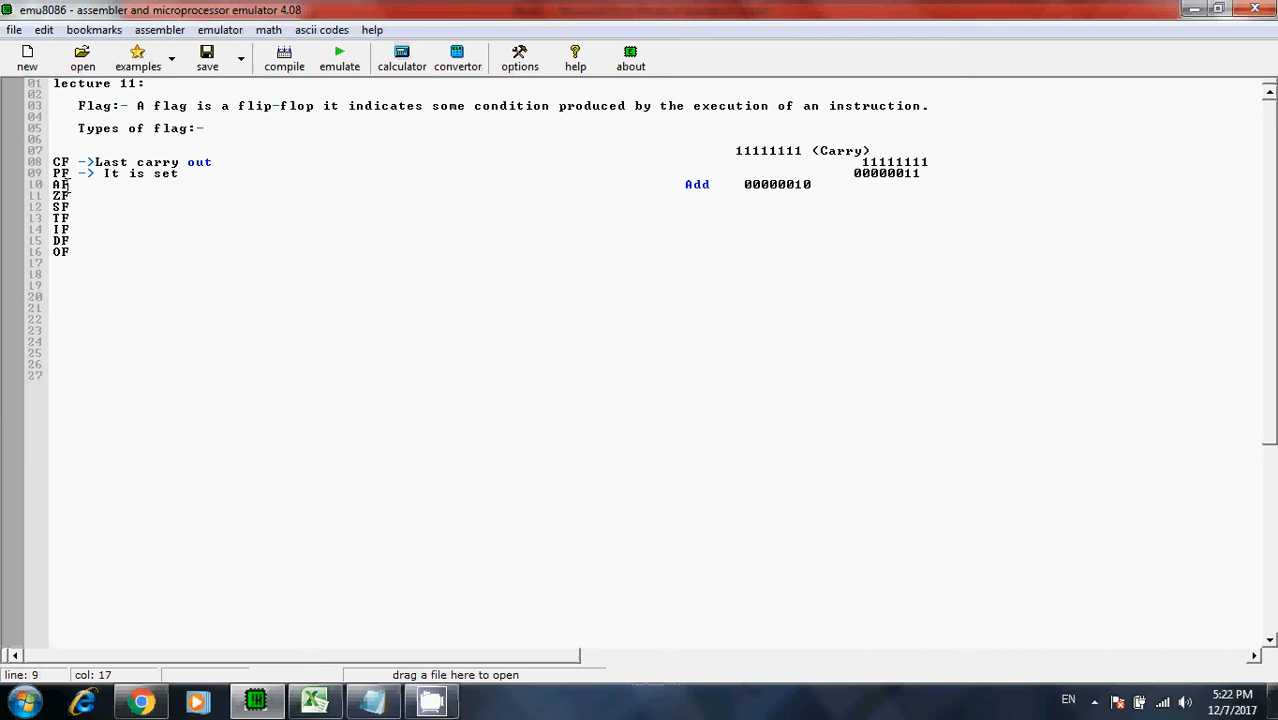 emu8086 - assembler and microprocessor emulator 4.08
file edit bookmarks assembler emulator math ascii codes help
new open examples save compile emulate calculator convertor options help about
01 lecture 11:
02
03 Flag:- A flag is a flip-flop it indicates some condition produced by the execution of an instruction.
04
05 Types of flag:-
06
07 11111111 (Carry)
08 CF ->Last carry out 11111111
09 PF -> It is set 00000011
10 AF Add 00000010
11 ZF
12 SF
13 TF
14 IF
15 DF
16 OF
17
18
19
20
21
22
23
24
25
26
27
line: 9 col: 17 drag a file here to open
EN 5:22 PM
12/7/2017